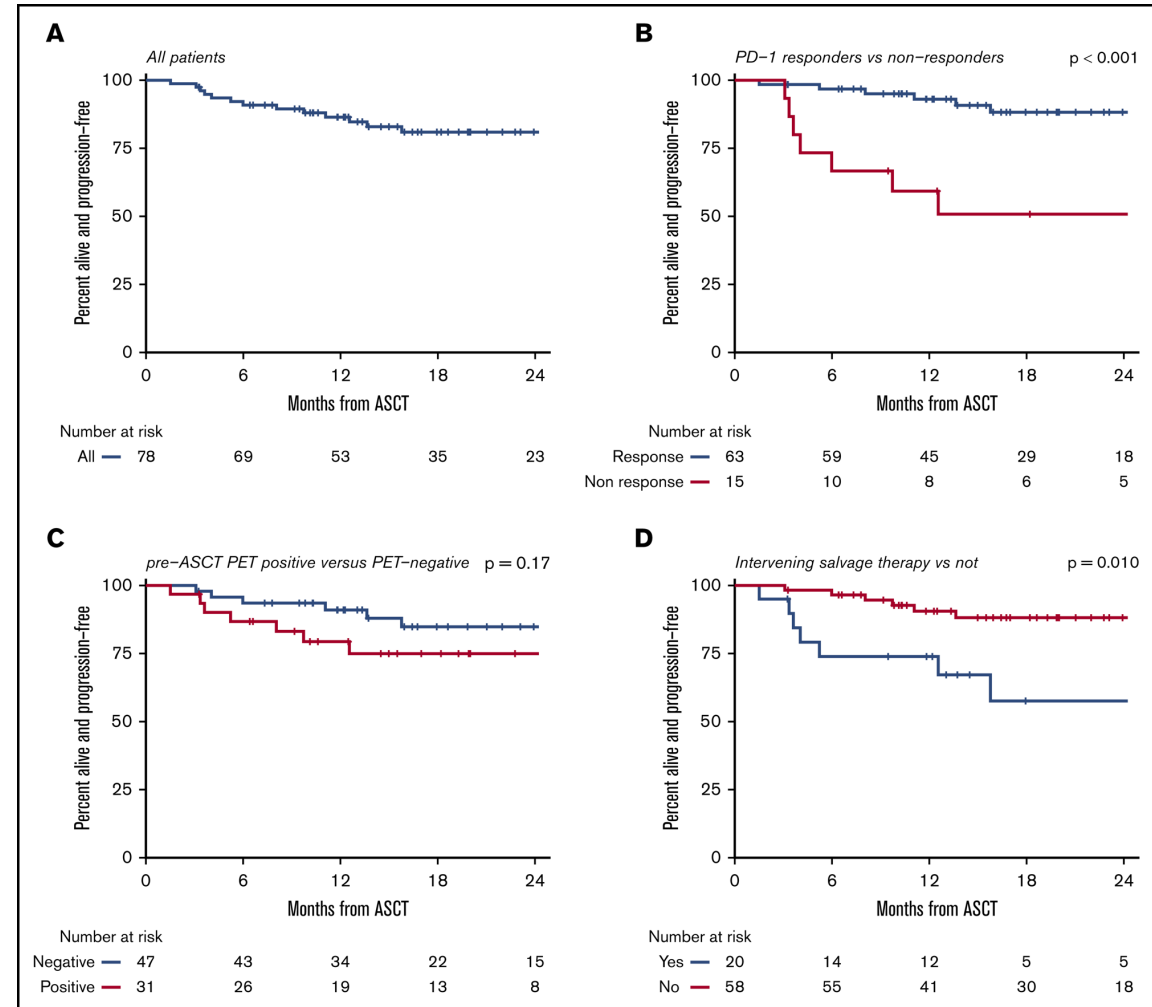 A
All patients
100
75
50
25
0
Percent alive and progression–free
0 6 12 18 24
Months from ASCT
Number at risk
All 78 69 53 35 23
B
PD–1 responders vs non–responders p < 0.001
100
75
50
25
0
Percent alive and progression–free
0 6 12 18 24
Months from ASCT
Number at risk
Response 63 59 45 29 18
Non response 15 10 8 6 5
C
pre–ASCT PET positive versus PET–negative p = 0.17
100
75
50
25
0
Percent alive and progression–free
0 6 12 18 24
Months from ASCT
Number at risk
Negative 47 43 34 22 15
Positive 31 26 19 13 8
D
Intervening salvage therapy vs not p = 0.010
100
75
50
25
0
Percent alive and progression–free
0 6 12 18 24
Months from ASCT
Number at risk
Yes 20 14 12 5 5
No 58 55 41 30 18